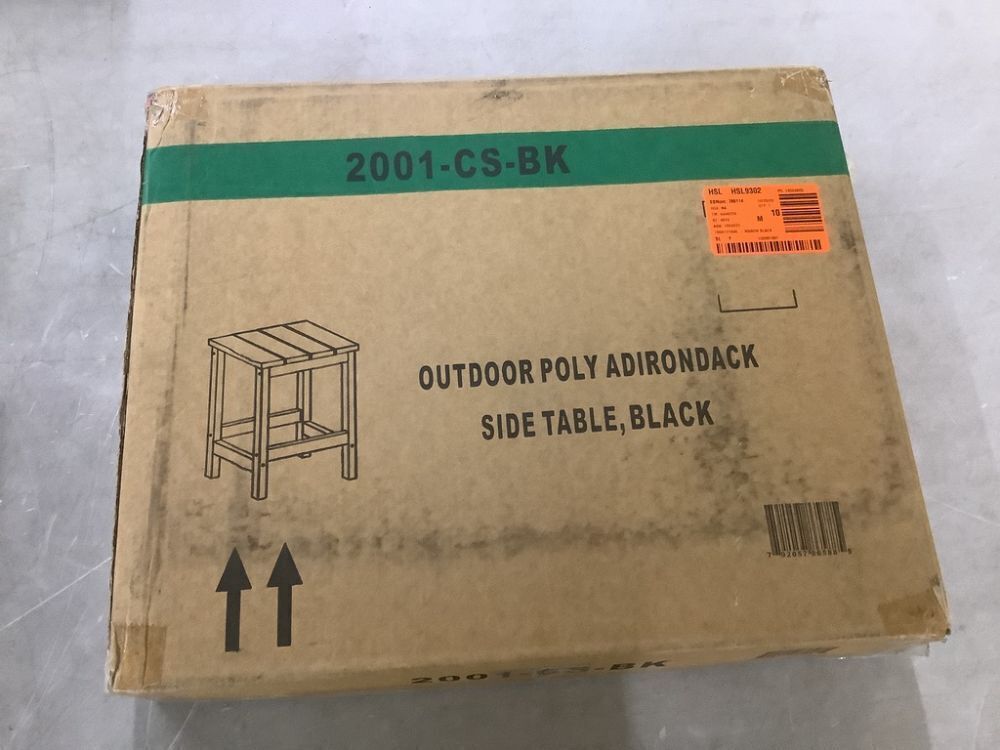 2001-CS-BK
HSL HSL9302
M 10
OUTDOOR POLY ADIRONDACK
SIDE TABLE, BLACK
2001-CS-BK